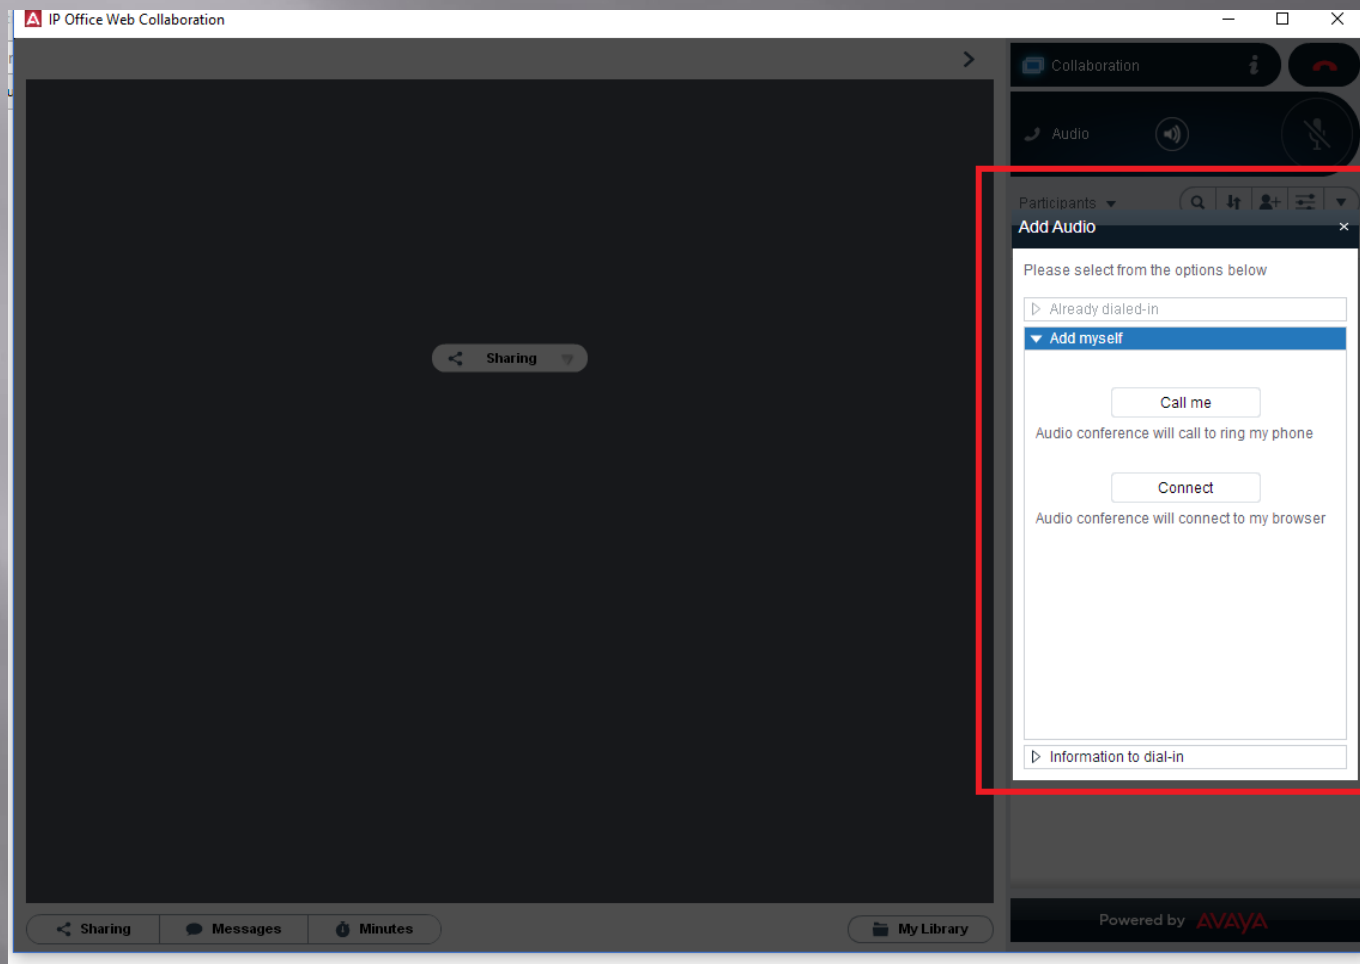 IP Office Web Collaboration
Collaboration
Audio
Participants
Add Audio
Please select from the options below
Already dialed-in
Add myself
Call me
Audio conference will call to ring my phone
Connect
Audio conference will connect to my browser
Information to dial-in
Sharing
Sharing
Messages
Minutes
My Library
Powered by AVAYA